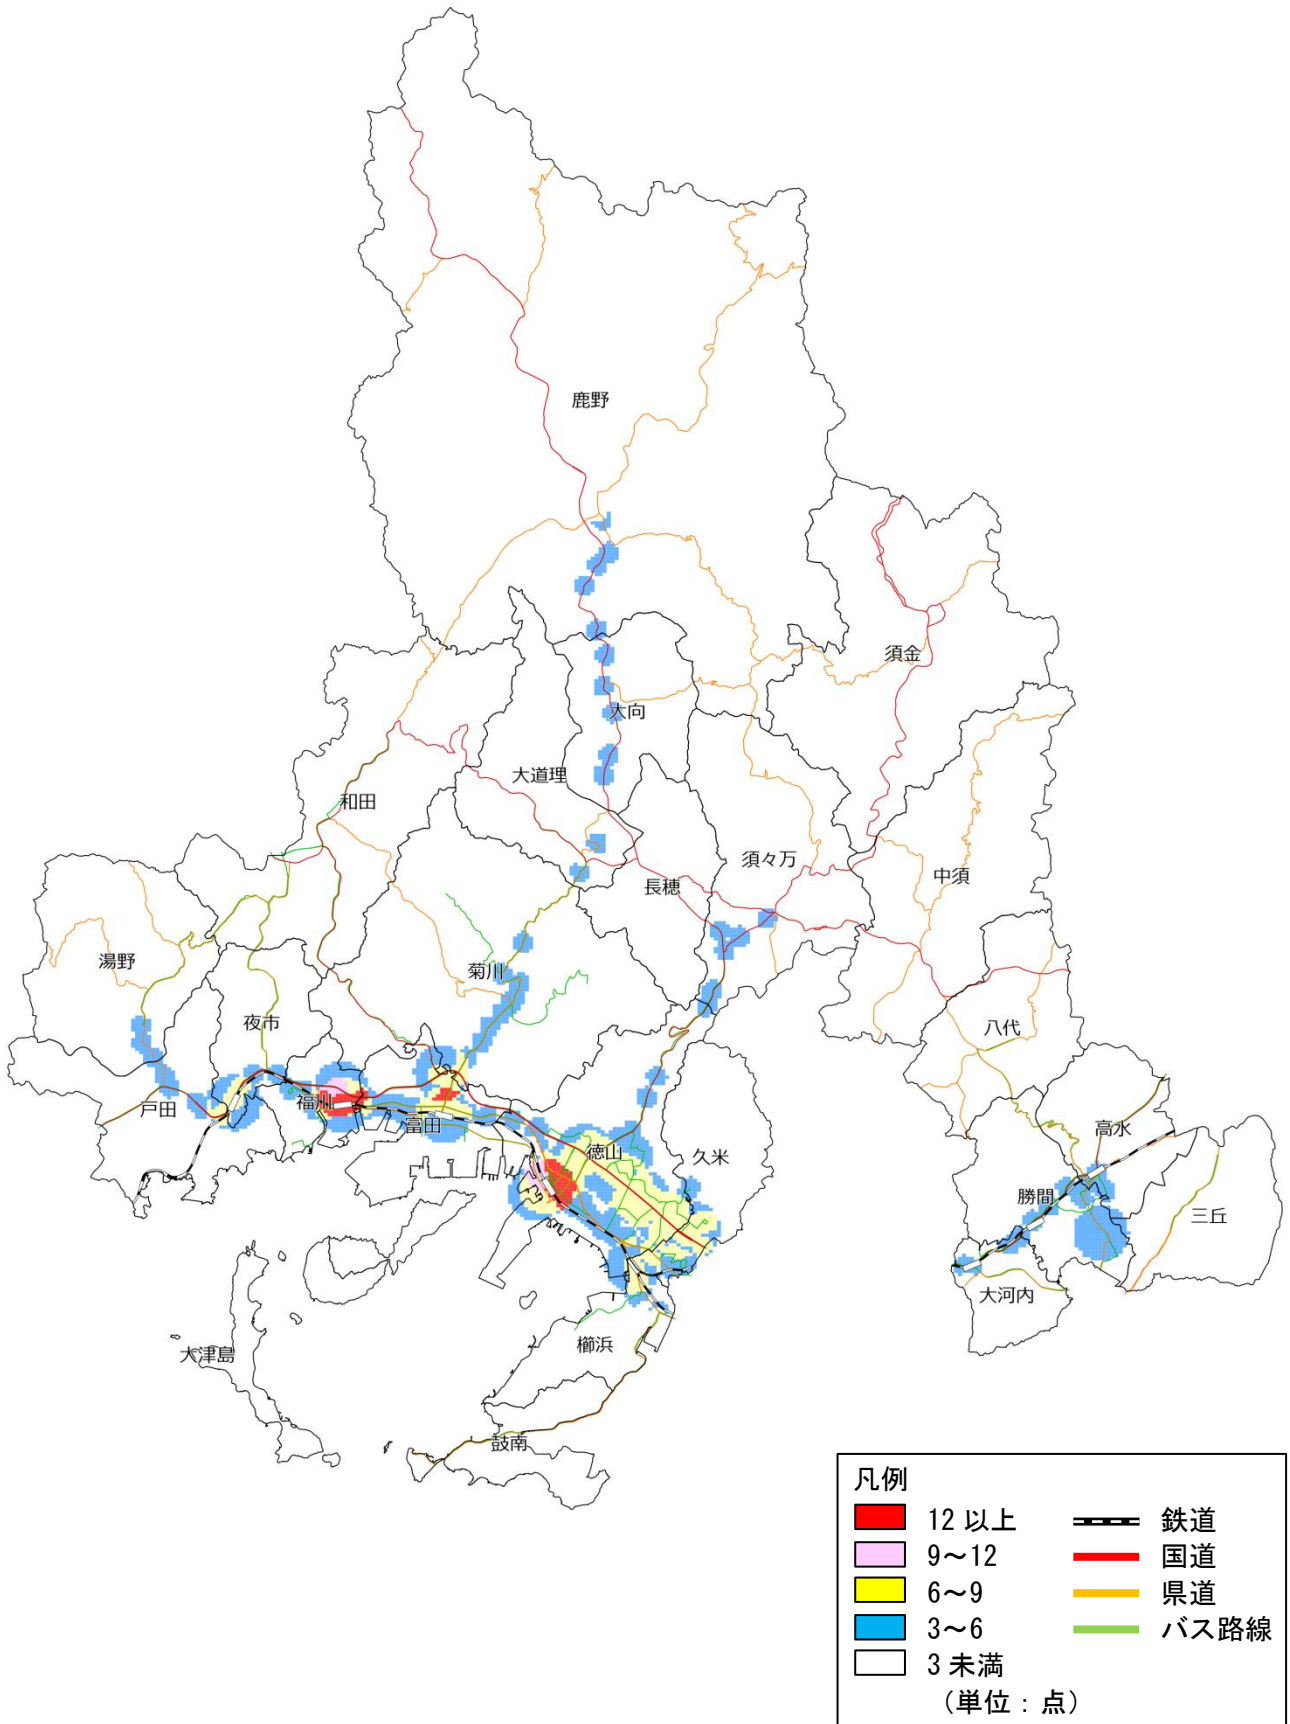 鹿野
須金
大向
大道理
和田
須々万
中須
長穂
湯野
菊川
夜市
八代
戸田
福川
富田
徳山
久米
高水
勝間
三丘
大河内
櫛浜
大津島
鼓南
凡例
12 以上
9~12
6~9
3~6
3 未満
(単位:点)
鉄道
国道
県道
バス路線